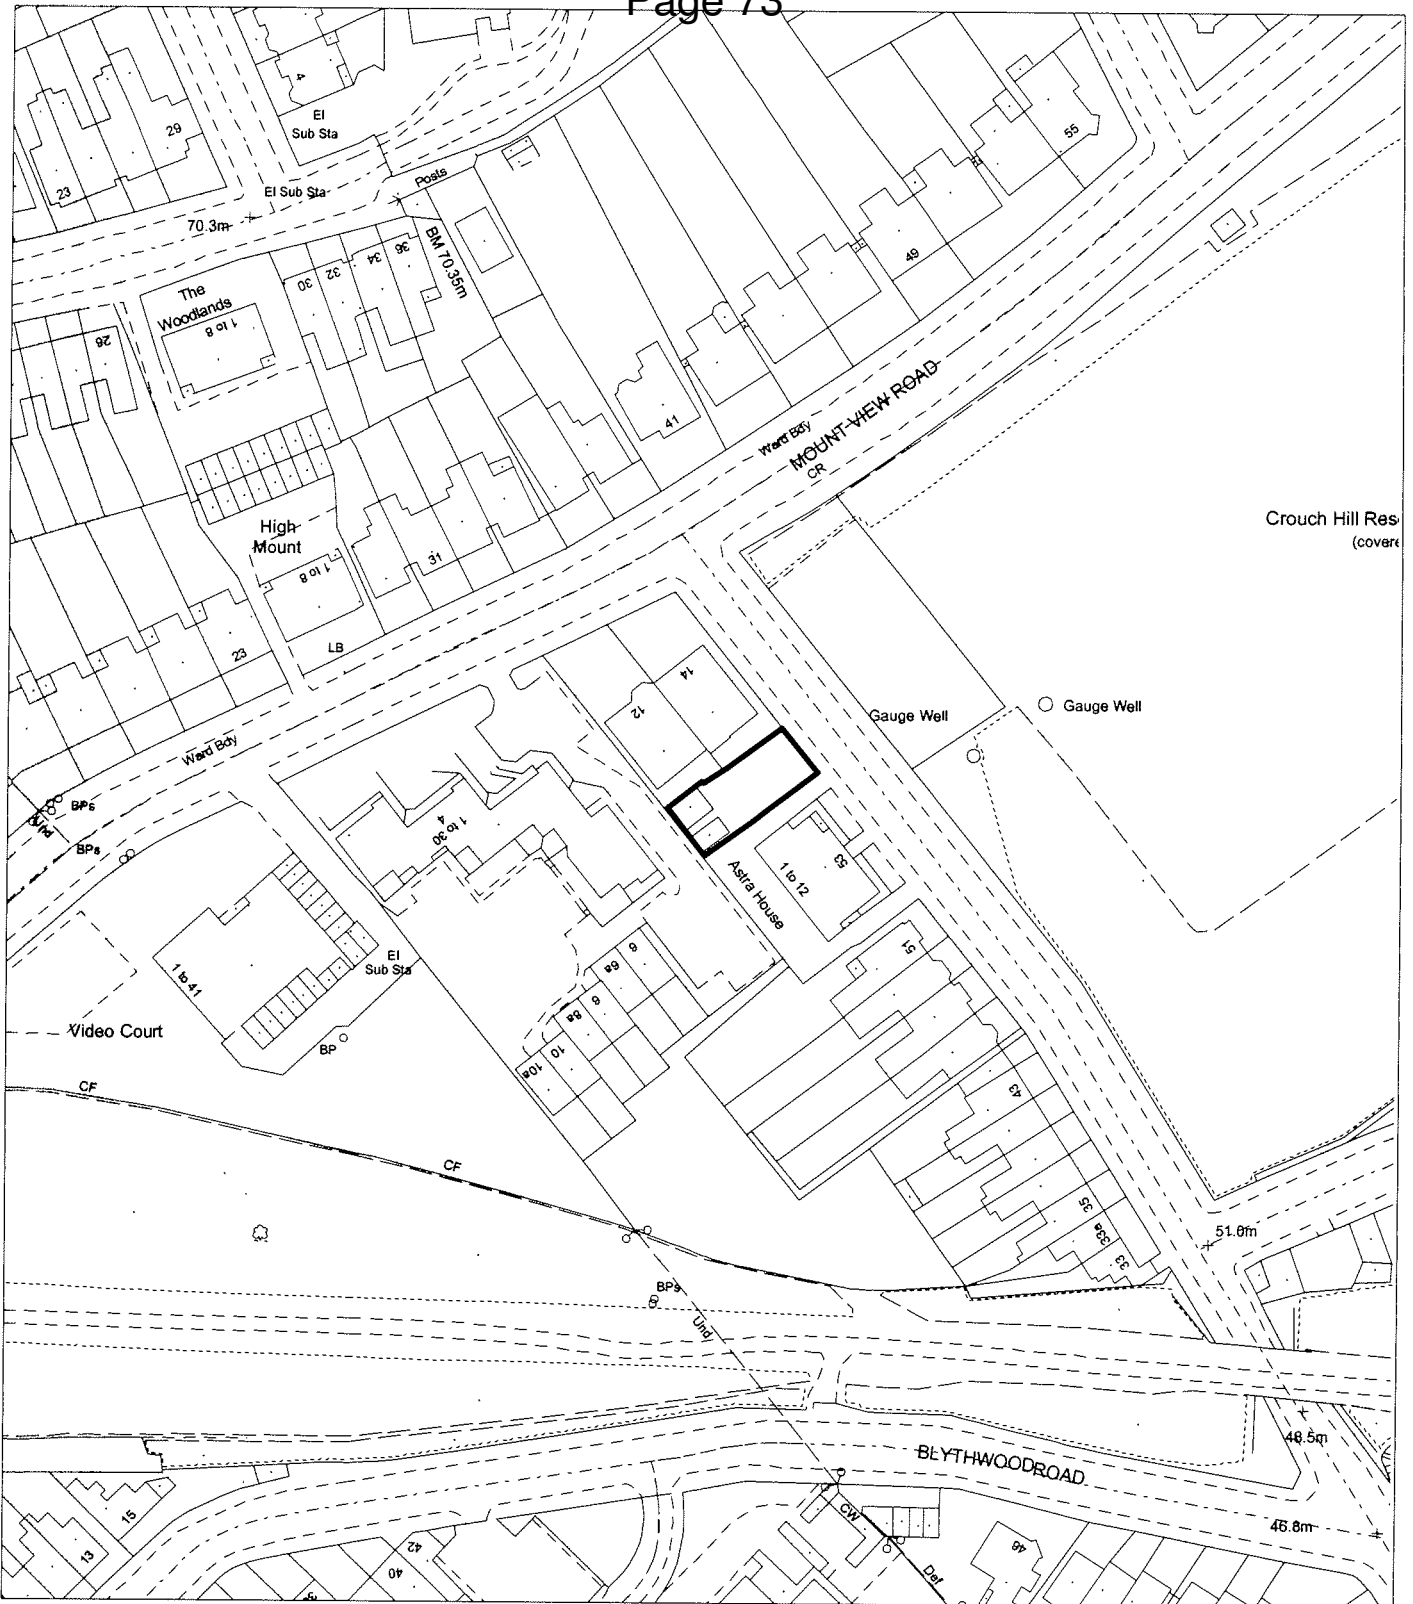 Page 73
4
El
Sub Sta
29
23
El Sub Sta
Posts
55
70.3m
BM 70.35m
36
34
32
30
The
Woodlands
1 to 8
28
49
41
Ward Bdy
MOUNT VIEW ROAD
CR
Crouch Hill Res
(covere
High
Mount
1 to 8
31
23
LB
14
12
Gauge Well
Gauge Well
Ward Bdy
BPs
Und
BPs
1 to 30
4
53
1 to 12
Astra House
51
El
Sub Sta
1 to 41
6
6a
8
8a
10
10a
Video Court
BP
43
CF
CF
35
33a
33
51.0m
BPs
Und
BLYTHWOOD ROAD
48.5m
15
13
42
40
CW
46
46.8m
Def